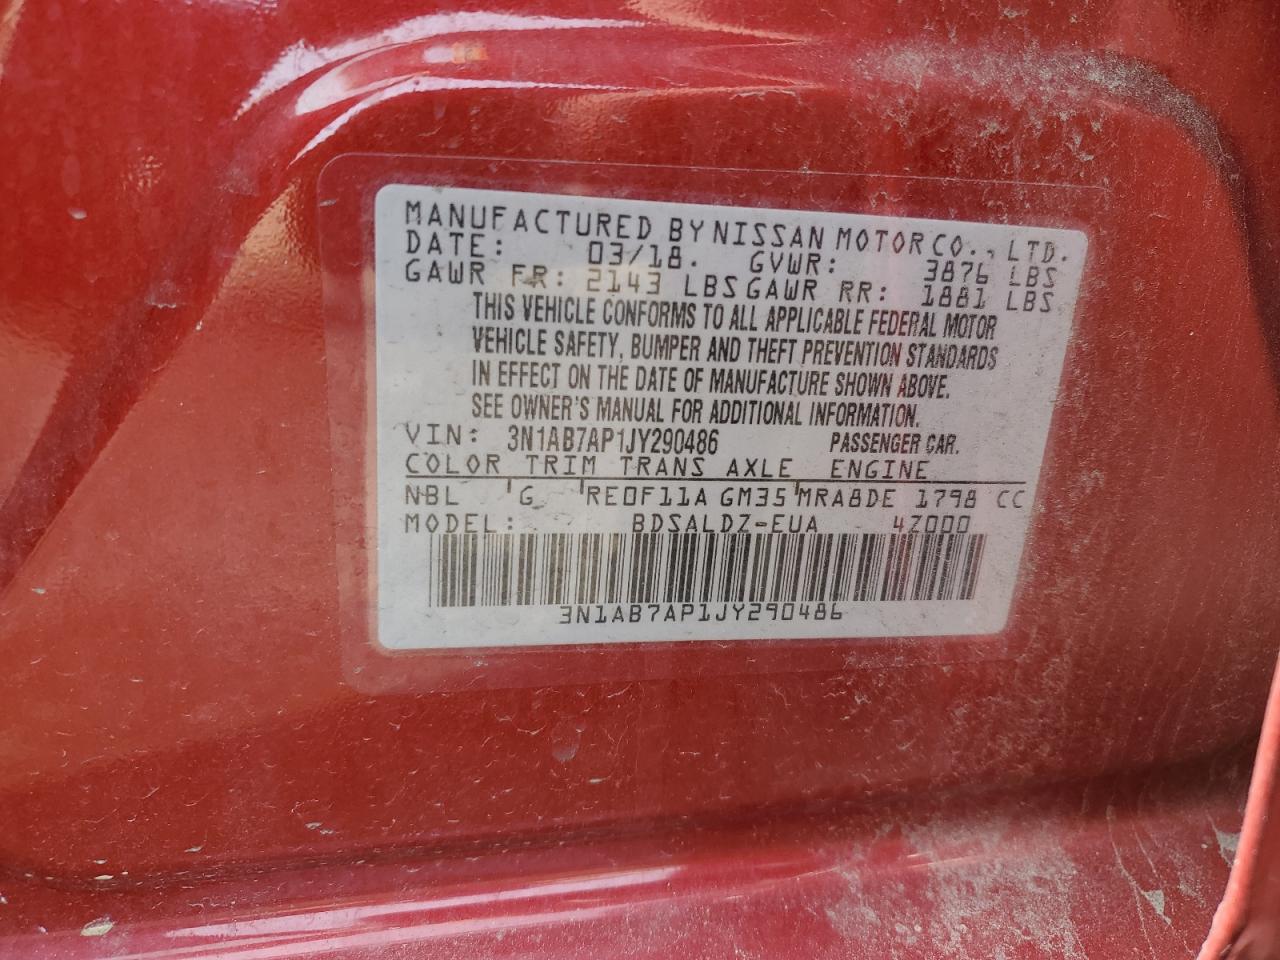 MANUFACTURED BY NISSAN MOTOR CO., LTD.
DATE: 03/18. GVWR: 3876 LBS
GAWR FR: 2143 LBS GAWR RR: 1881 LBS
THIS VEHICLE CONFORMS TO ALL APPLICABLE FEDERAL MOTOR
VEHICLE SAFETY, BUMPER AND THEFT PREVENTION STANDARDS
IN EFFECT ON THE DATE OF MANUFACTURE SHOWN ABOVE.
SEE OWNER'S MANUAL FOR ADDITIONAL INFORMATION.
VIN: 3N1AB7AP1JY290486 PASSENGER CAR.
COLOR TRIM TRANS AXLE ENGINE
NBL G RE0F11A GM35 MRA8DE 1798 CC
MODEL: BDSALDZ-EUA 4Z000
3N1AB7AP1JY290486